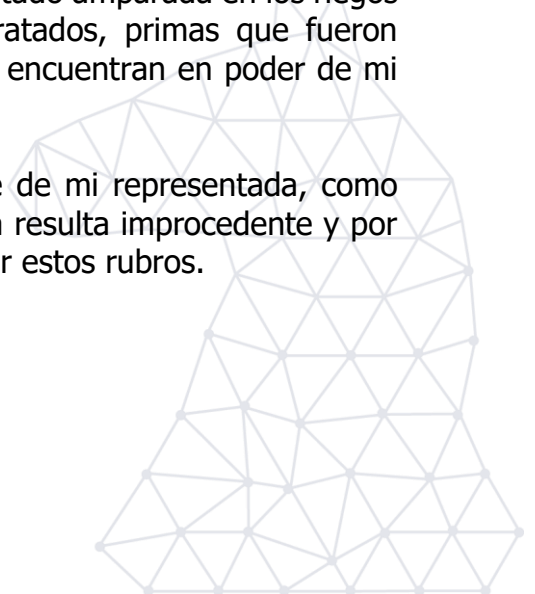 tado amparada en los riegos
ratados, primas que fueron
encuentran en poder de mi
e de mi representada, como
resulta improcedente y por
r estos rubros.